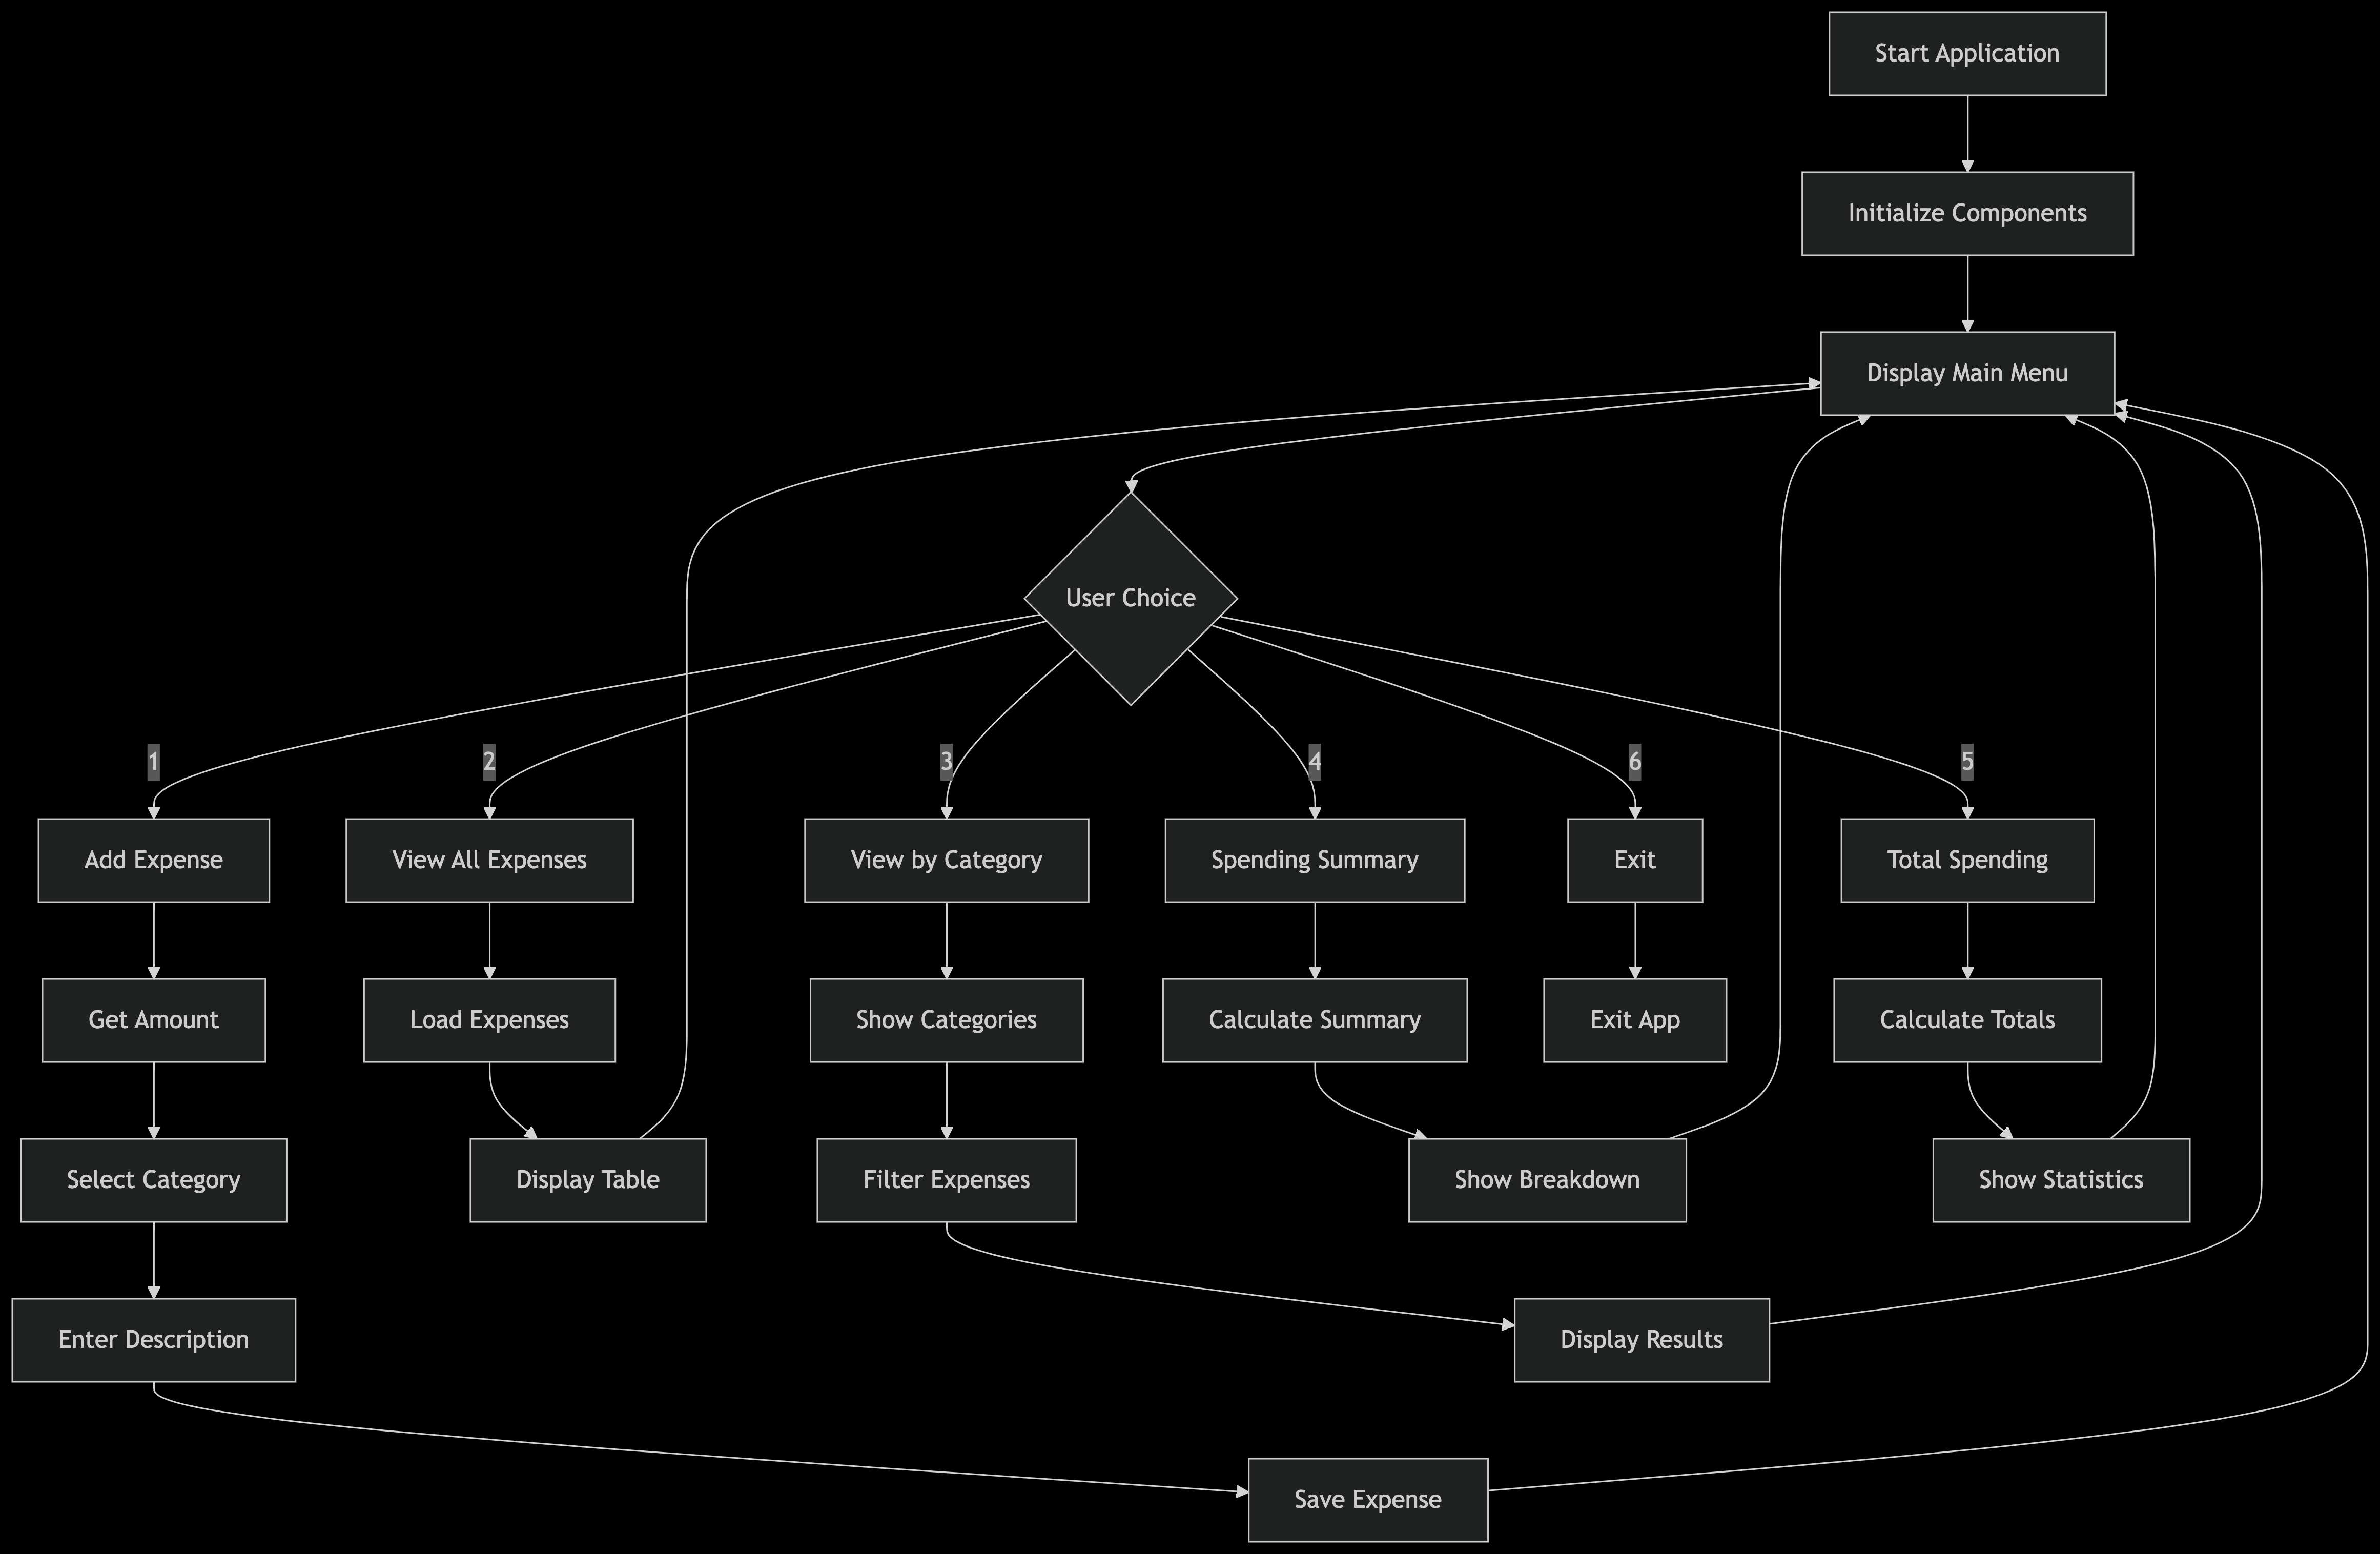 Start Application
Initialize Components
Display Main Menu
User Choice
1
2
3
4
6
5
Add Expense
View All Expenses
View by Category
Spending Summary
Exit
Total Spending
Get Amount
Load Expenses
Show Categories
Calculate Summary
Exit App
Calculate Totals
Select Category
Display Table
Filter Expenses
Show Breakdown
Show Statistics
Enter Description
Display Results
Save Expense